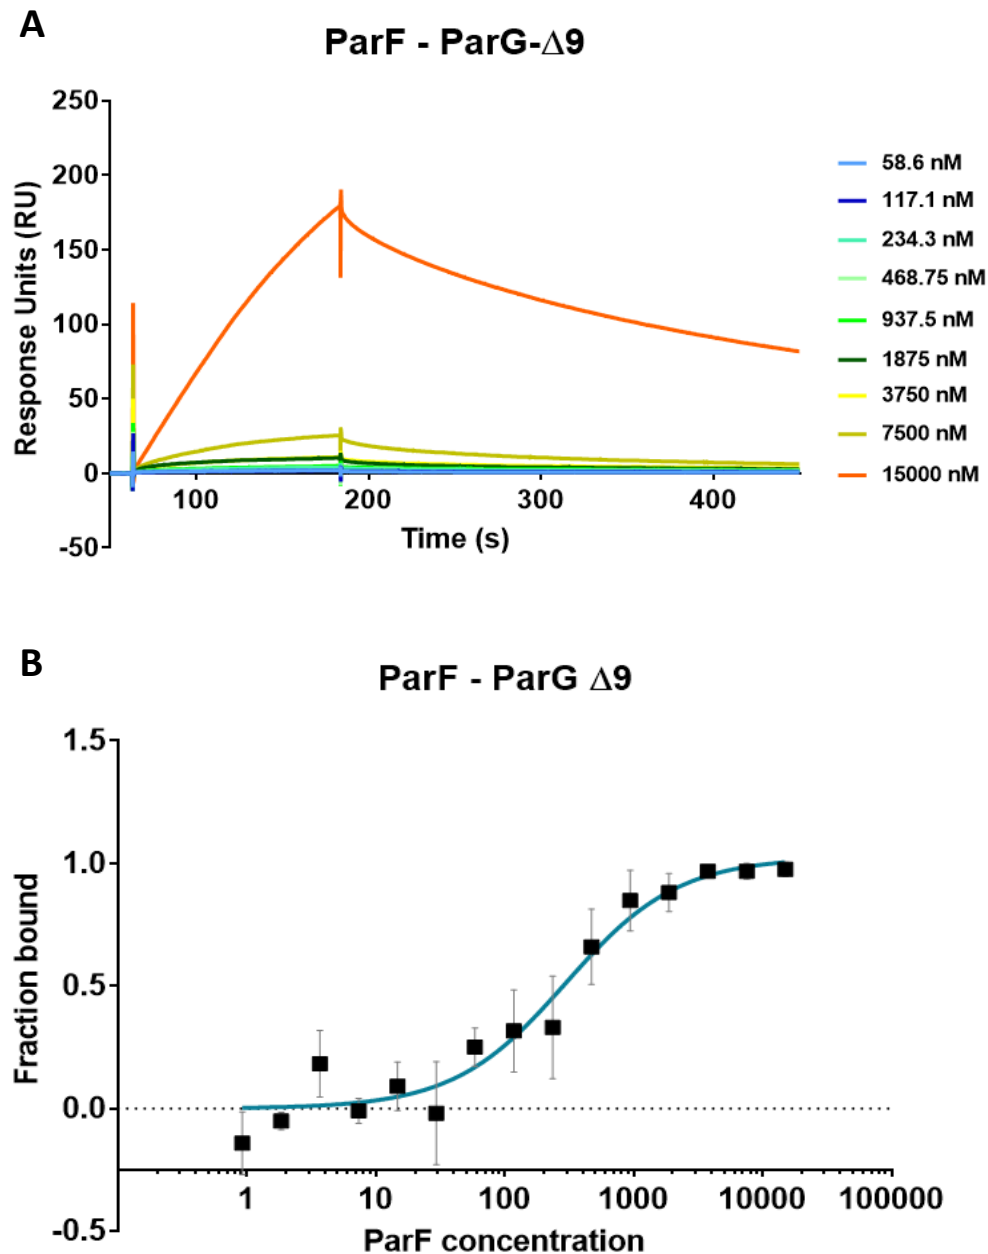 A
ParF - ParG-Δ9
250
200
150
100
50
0
-50
Response Units (RU)
100 200 300 400
Time (s)
58.6 nM
117.1 nM
234.3 nM
468.75 nM
937.5 nM
1875 nM
3750 nM
7500 nM
15000 nM
B
ParF - ParG Δ9
1.5
1.0
0.5
0.0
-0.5
Fraction bound
1 10 100 1000 10000 100000
ParF concentration